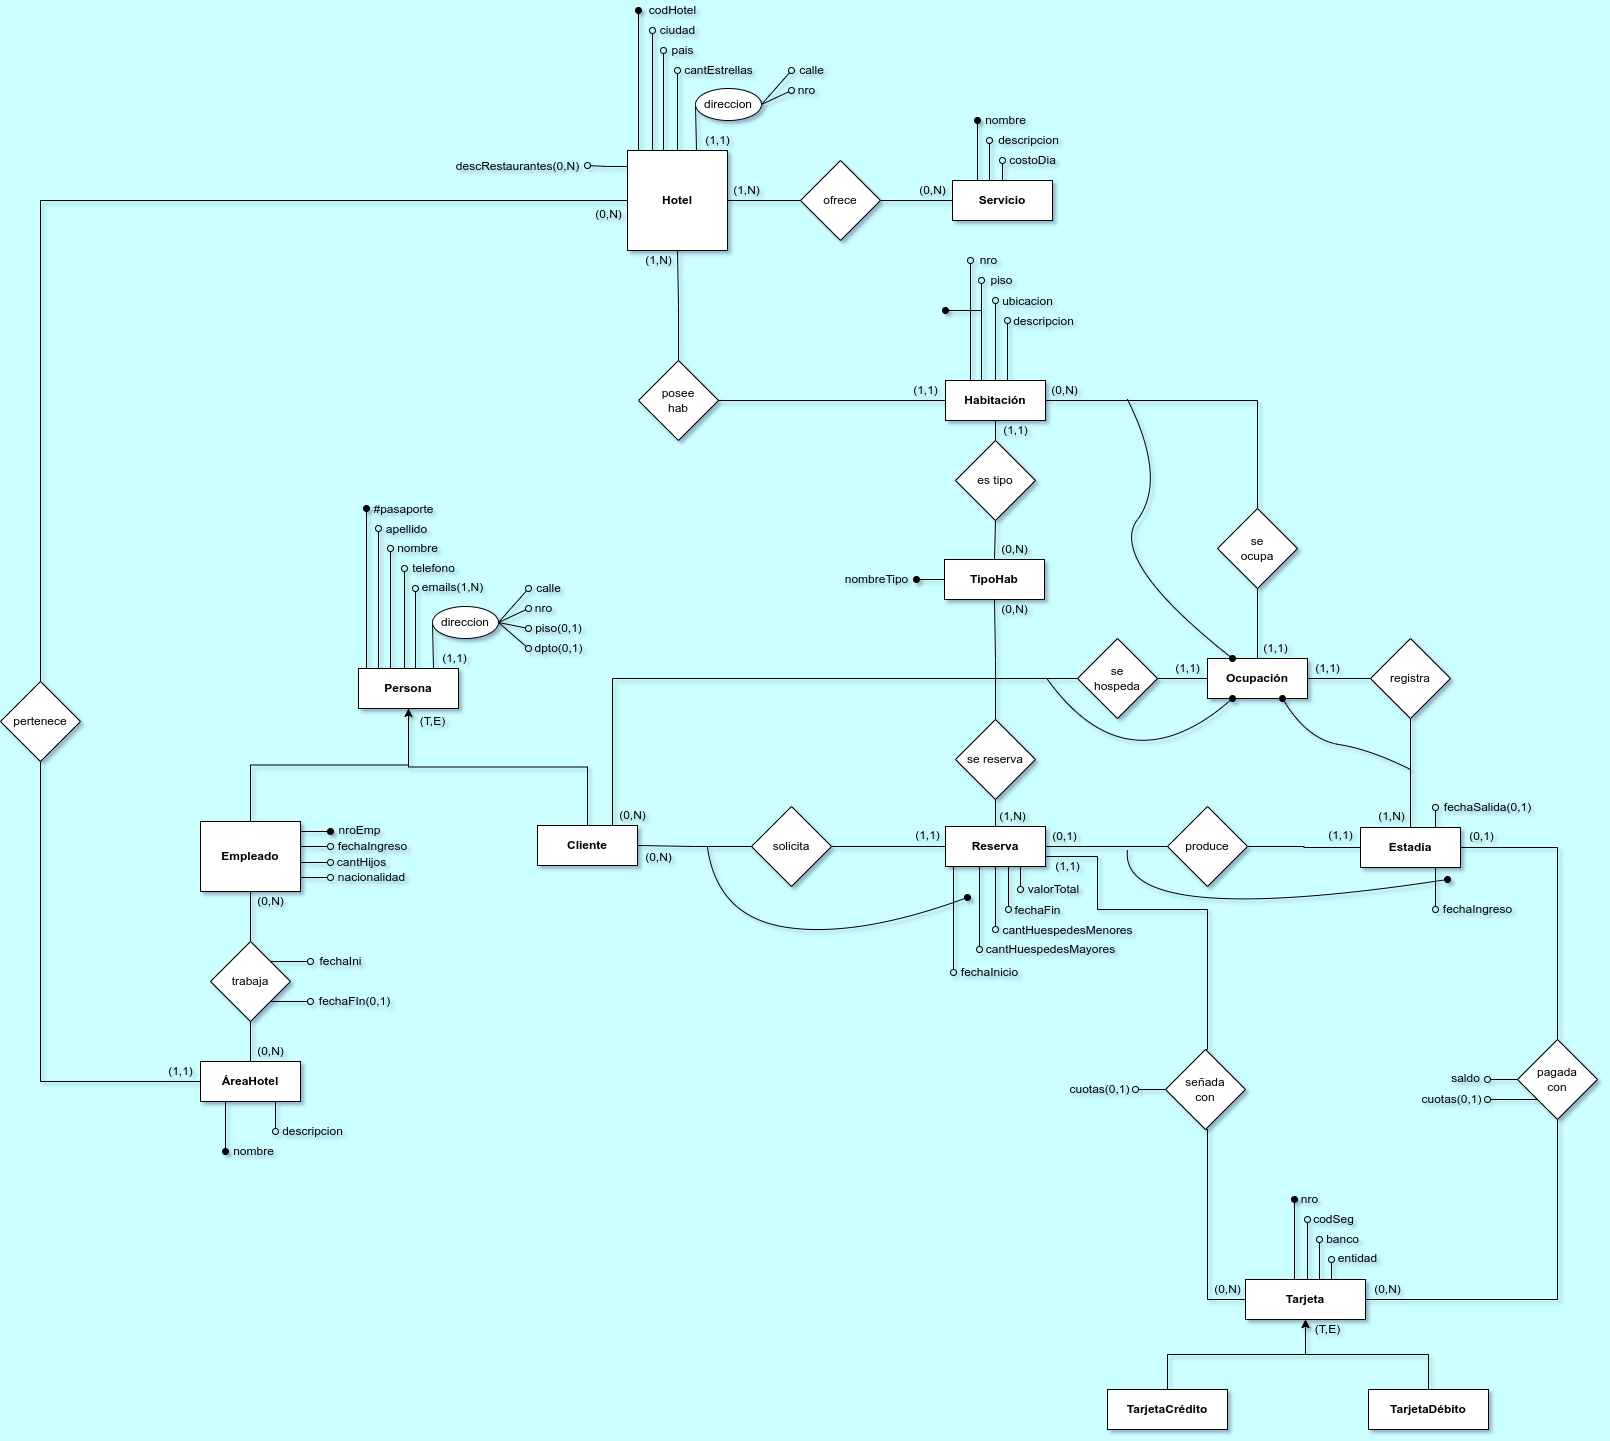 codHotel
ciudad
pais
cantEstrellas
calle
direccion
nro
(1,1)
descRestaurantes(0,N)
Hotel
(1,N)
ofrece
(0,N)
nombre
descripcion
costoDia
Servicio
(0,N)
(1,N)
nro
piso
ubicacion
descripcion
posee
hab
(1,1)
Habitación
(0,N)
(1,1)
es tipo
(0,N)
nombreTipo
TipoHab
(0,N)
se
ocupa
#pasaporte
apellido
nombre
telefono
emails(1,N)
calle
nro
direccion
piso(0,1)
dpto(0,1)
(1,1)
Persona
(T,E)
pertenece
se
hospeda
(1,1)
(1,1)
Ocupación
(1,1)
registra
se reserva
(1,N)
(0,N)
Cliente
(0,N)
solicita
(1,1)
Reserva
(0,1)
(1,1)
produce
(1,1)
(1,N)
fechaSalida(0,1)
Estadía
(0,1)
fechaIngreso
valorTotal
fechaFin
cantHuespedesMenores
cantHuespedesMayores
fechaInicio
Empleado
nroEmp
fechaIngreso
cantHijos
nacionalidad
(0,N)
trabaja
fechaIni
fechaFIn(0,1)
(0,N)
(1,1)
ÁreaHotel
descripcion
nombre
cuotas(0,1)
señada
con
saldo
cuotas(0,1)
pagada
con
nro
codSeg
banco
entidad
(0,N)
Tarjeta
(0,N)
(T,E)
TarjetaCrédito
TarjetaDébito